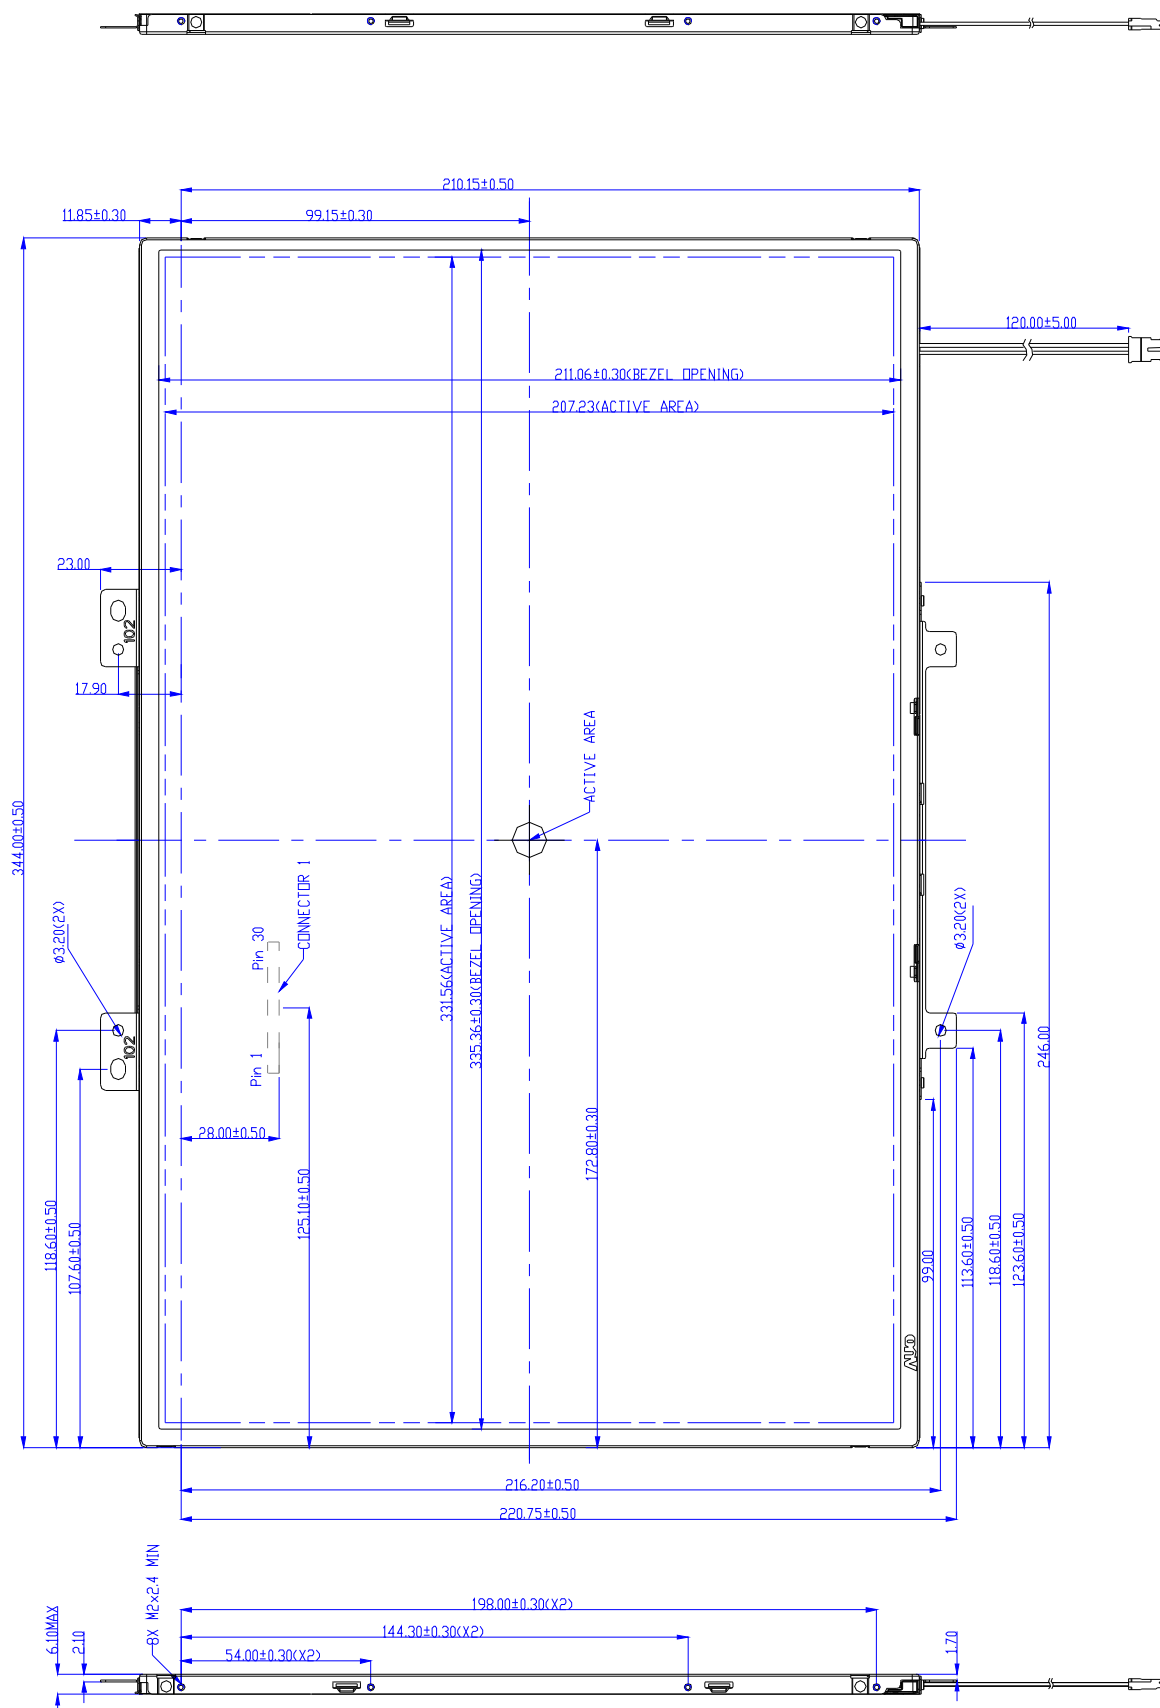 210.15±0.50
11.85±0.30
99.15±0.30
120.00±5.00
211.06±0.30(BEZEL OPENING)
207.23(ACTIVE AREA)
23.00
102
17.90
ACTIVE AREA
344.00±0.50
CONNECTOR 1
331.56(ACTIVE AREA)
335.36±0.30(BEZEL OPENING)
ø3.20(2X)
ø3.20(2X)
Pin 30
102
246.00
Pin 1
28.00±0.50
172.80±0.30
125.10±0.50
118.60±0.50
107.60±0.50
99.00
113.60±0.50
118.60±0.50
123.60±0.50
AUO
216.20±0.50
220.75±0.50
8X M2x2.4 MIN
198.00±0.30(X2)
144.30±0.30(X2)
54.00±0.30(X2)
6.10MAX
2.10
1.70